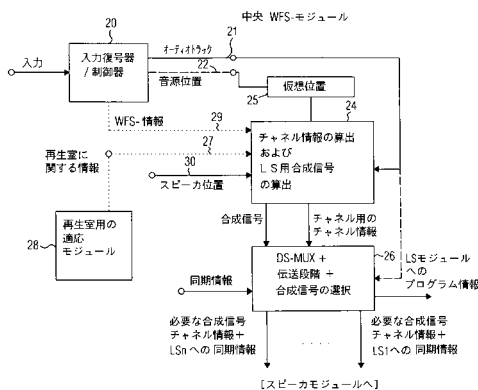 中央 WFS-モジュール
20
21
オーディオトラック
入力
入力復号器
/制御器
音源位置
22
仮想位置
25
24
WFS-情報
29
チャネル情報の算出
および
LS用合成信号
の算出
27
再生室に
関する情報
30
スピーカ位置
合成信号
チャネル用の
チャネル情報
再生室用の
適応
モジュール
28
26
DS-MUX +
伝送段階 +
合成信号の選択
LSモジュール
への
プログラム情報
同期情報
必要な合成信号
チャネル情報+
LSnへの同期情報
必要な合成信号
チャネル情報+
LS1への同期情報
[スピーカモジュールへ]